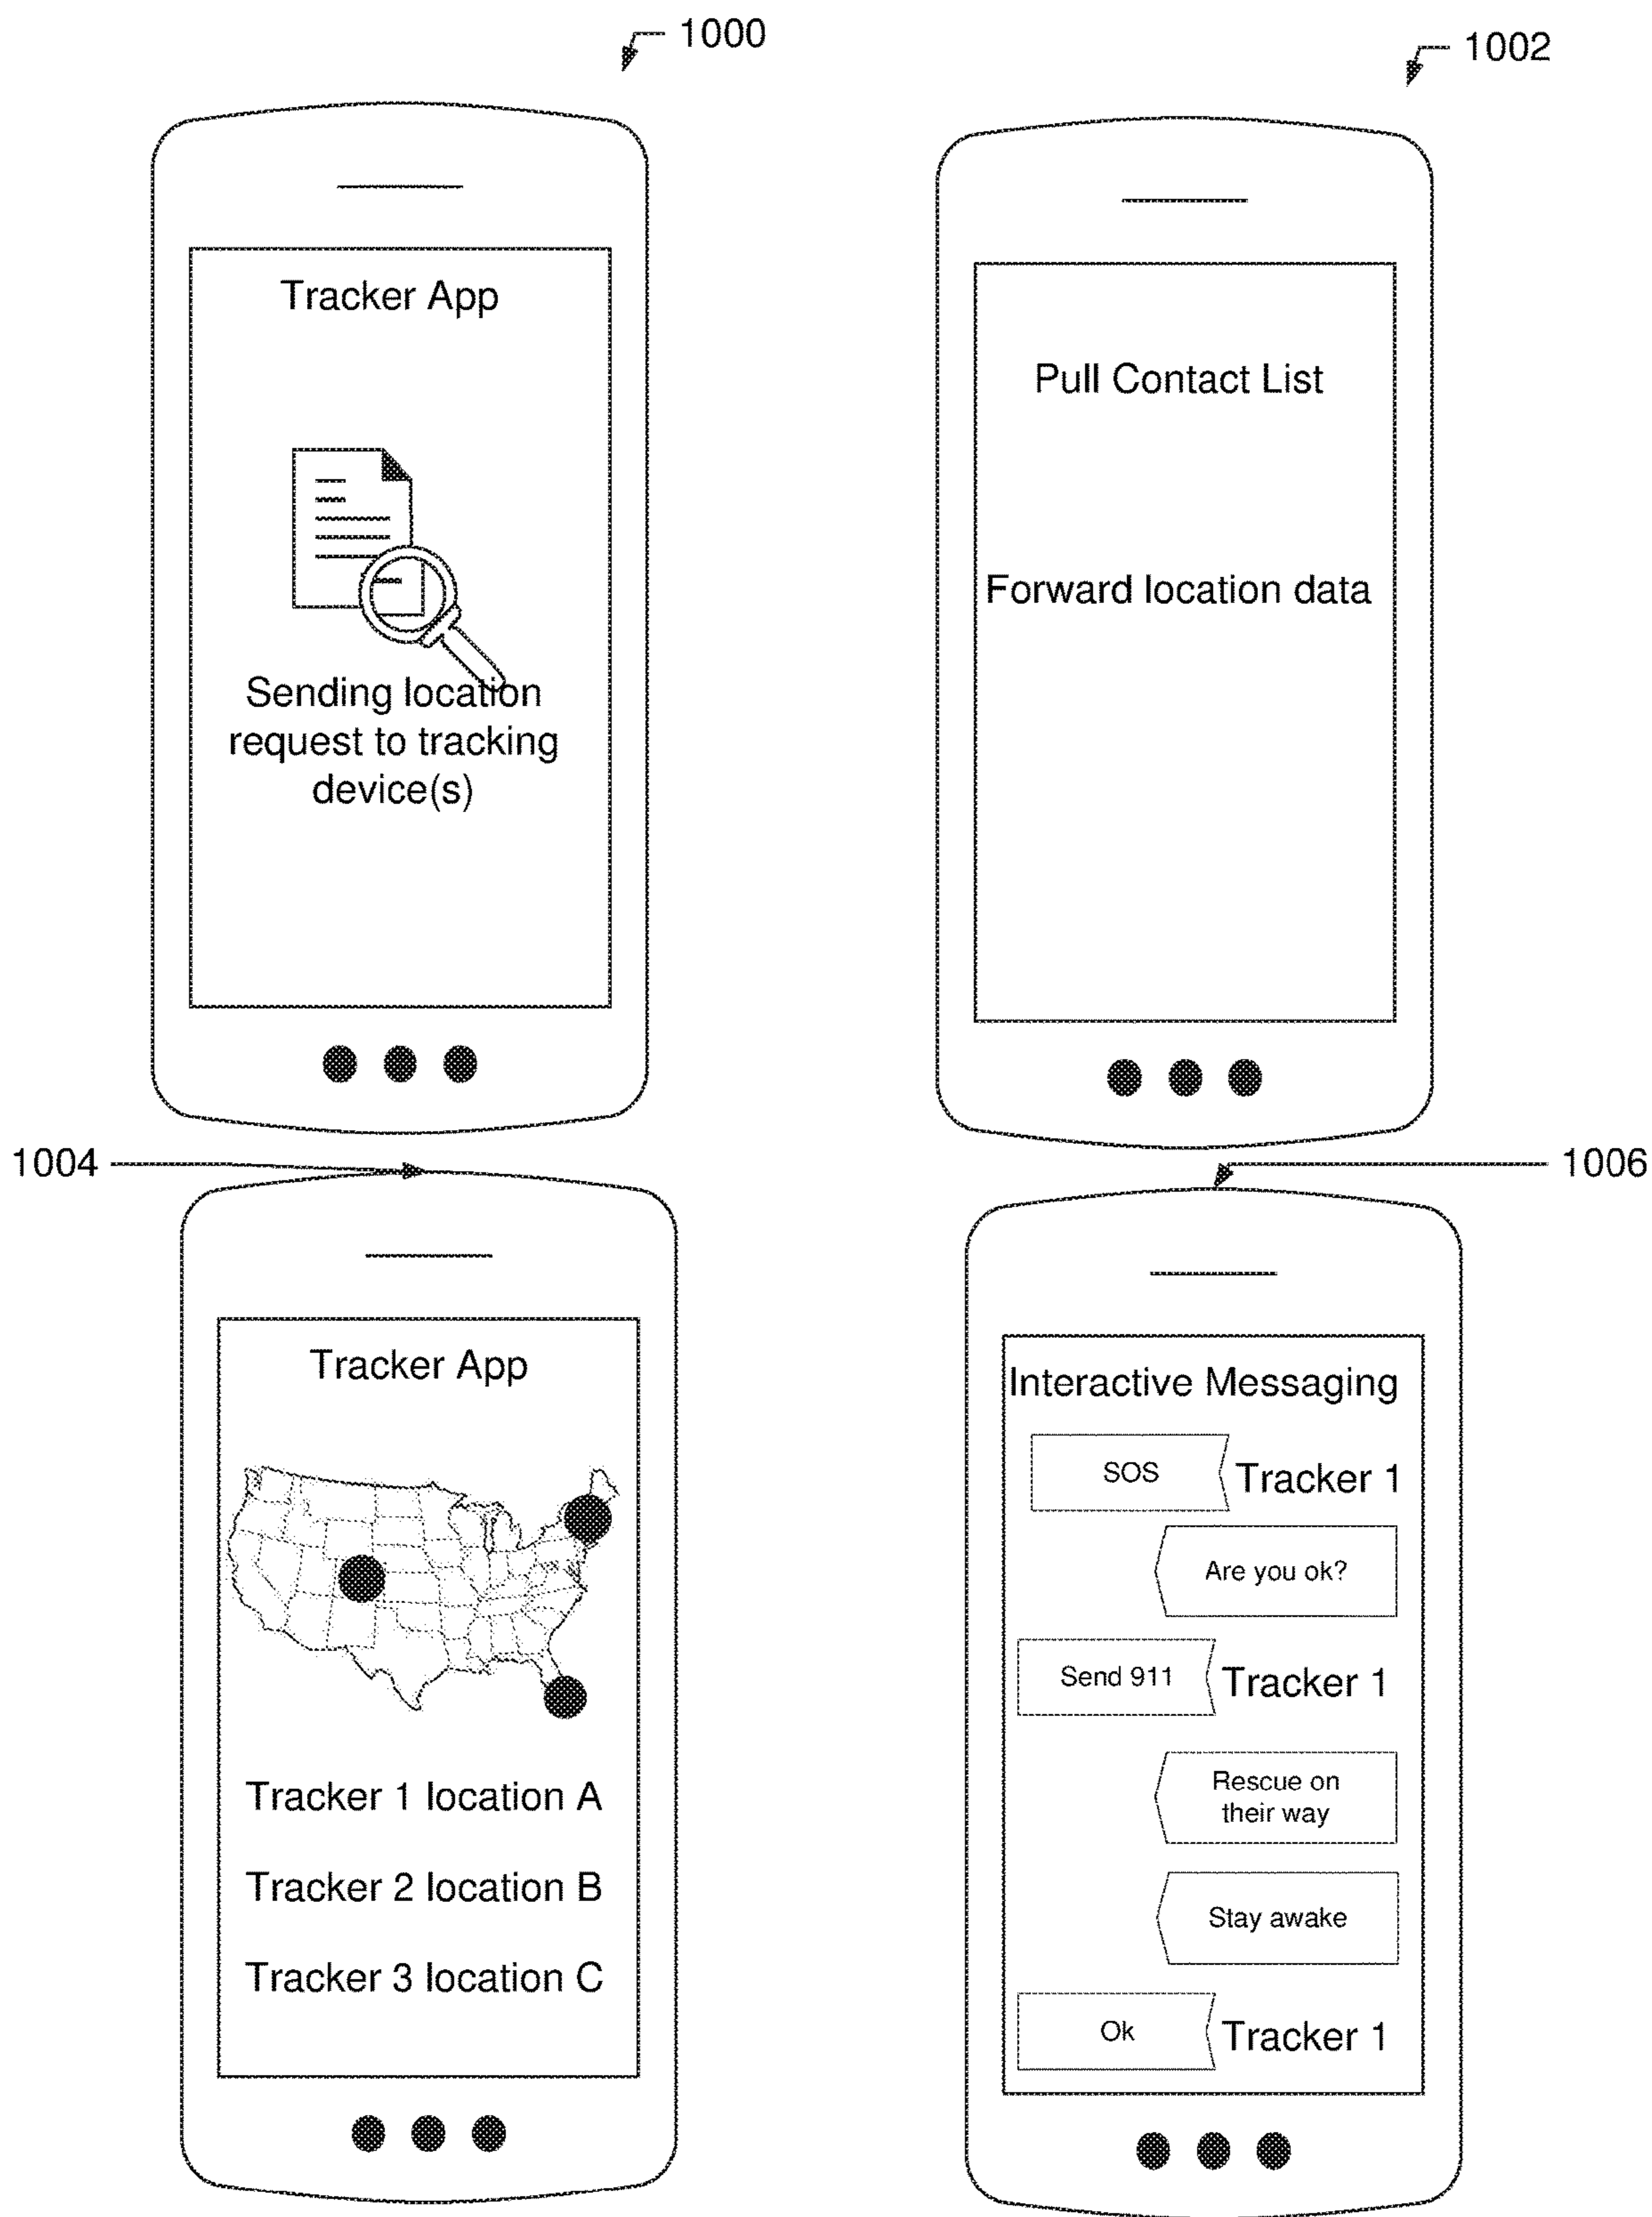 1000
1002
Tracker App
Sending location
request to tracking
device(s)
Pull Contact List
Forward location data
1004
1006
Tracker App
Tracker 1 location A
Tracker 2 location B
Tracker 3 location C
Interactive Messaging
SOS Tracker 1
Are you ok?
Send 911 Tracker 1
Rescue on
their way
Stay awake
Ok Tracker 1